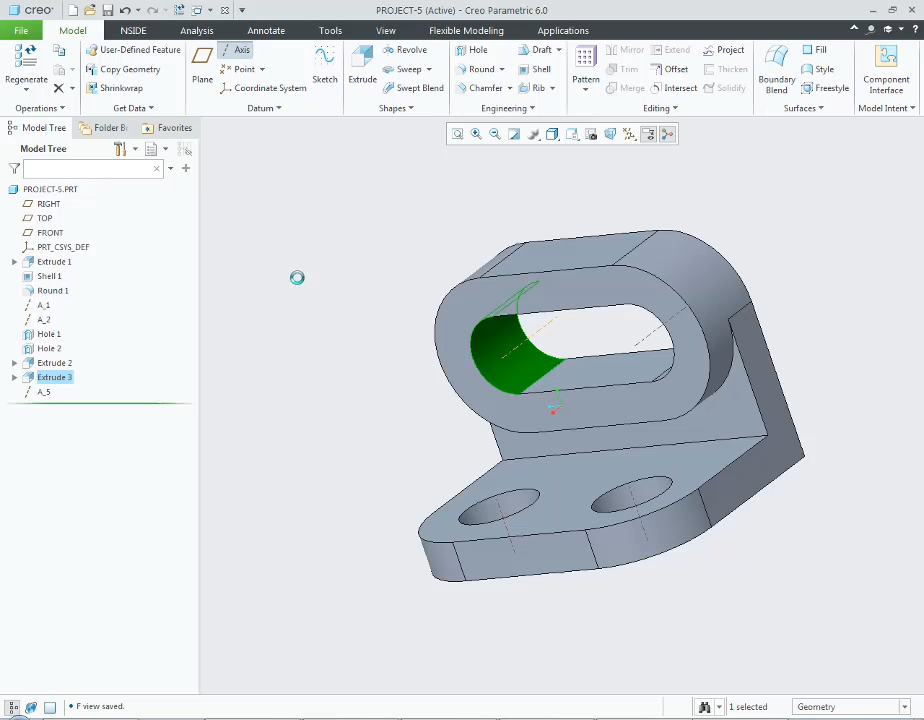 creo PROJECT-5 (Active) - Creo Parametric 6.0
File Model NSIDE Analysis Annotate Tools View Flexible Modeling Applications
User-Defined Feature Axis Revolve Hole Draft Mirror Extend Project Fill
Copy Geometry Point Sweep Round Shell Trim Offset Thicken Style
Shrinkwrap Coordinate System Swept Blend Chamfer Rib Merge Intersect Solidify Freestyle
Regenerate Plane Sketch Extrude Pattern Boundary Blend Component Interface
Operations Get Data Datum Shapes Engineering Editing Surfaces Model Intent
Model Tree Folder Br Favorites
Model Tree
PROJECT-5.PRT
RIGHT
TOP
FRONT
PRT_CSYS_DEF
Extrude 1
Shell 1
Round 1
A_1
A_2
Hole 1
Hole 2
Extrude 2
Extrude 3
A_5
F view saved. 1 selected Geometry